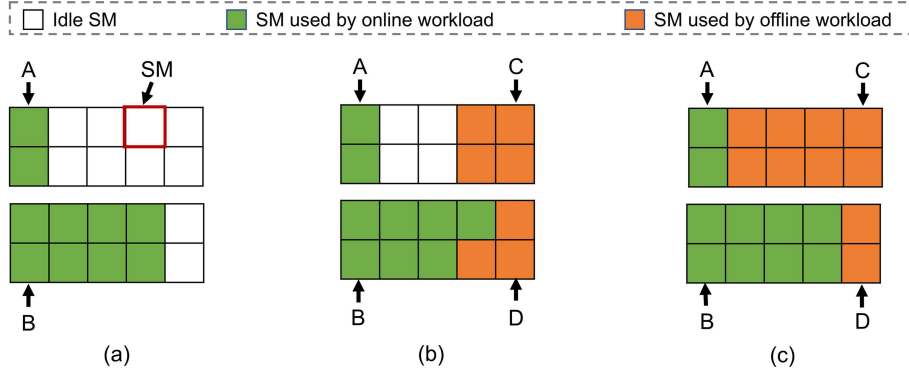 Idle SM SM used by online workload SM used by offline workload
A SM A C A C
B B D B D
(a) (b) (c)